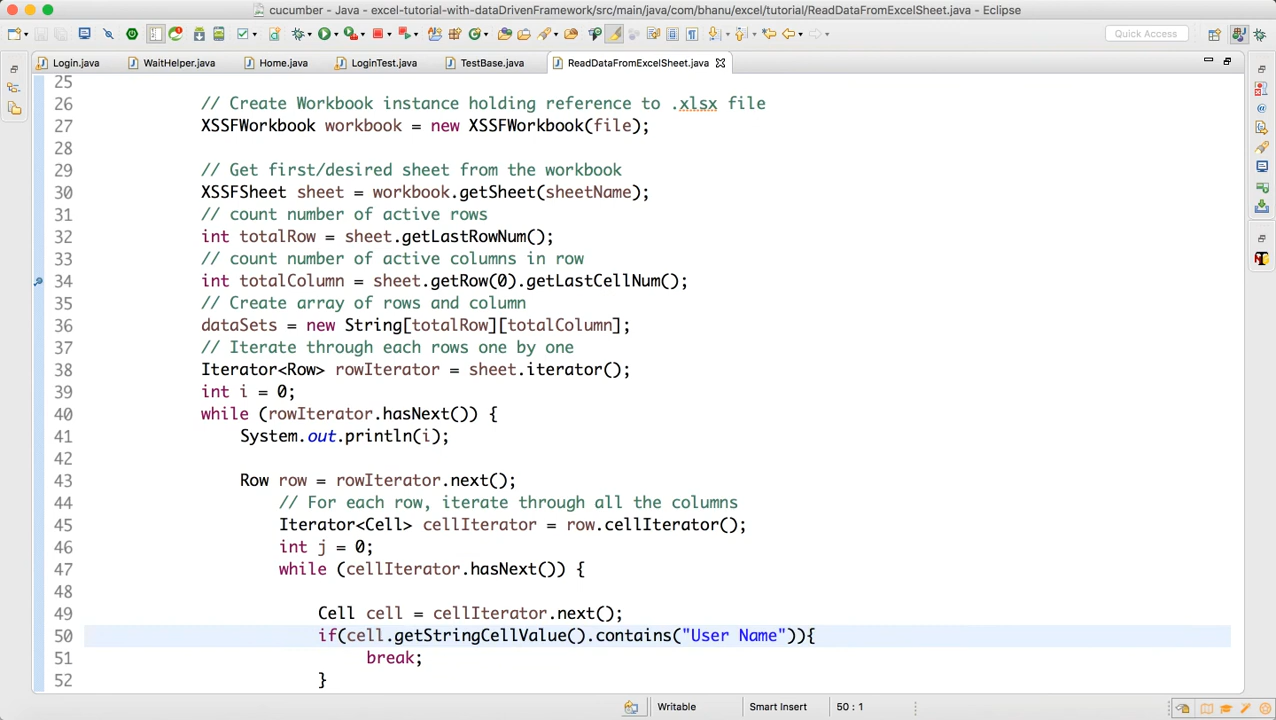 cucumber - Java - excel-tutorial-with-dataDrivenFramework/src/main/java/com/bhanu/excel/tutorial/ReadDataFromExcelSheet.java - Eclipse
Quick Access
Login.java WaitHelper.java Home.java LoginTest.java TestBase.java ReadDataFromExcelSheet.java
25
26 // Create Workbook instance holding reference to .xlsx file
27 XSSFWorkbook workbook = new XSSFWorkbook(file);
28
29 // Get first/desired sheet from the workbook
30 XSSFSheet sheet = workbook.getSheet(sheetName);
31 // count number of active rows
32 int totalRow = sheet.getLastRowNum();
33 // count number of active columns in row
34 int totalColumn = sheet.getRow(0).getLastCellNum();
35 // Create array of rows and column
36 dataSets = new String[totalRow][totalColumn];
37 // Iterate through each rows one by one
38 Iterator<Row> rowIterator = sheet.iterator();
39 int i = 0;
40 while (rowIterator.hasNext()) {
41 System.out.println(i);
42
43 Row row = rowIterator.next();
44 // For each row, iterate through all the columns
45 Iterator<Cell> cellIterator = row.cellIterator();
46 int j = 0;
47 while (cellIterator.hasNext()) {
48
49 Cell cell = cellIterator.next();
50 if(cell.getStringCellValue().contains("User Name")){
51 break;
52 }
Writable Smart Insert 50 : 1